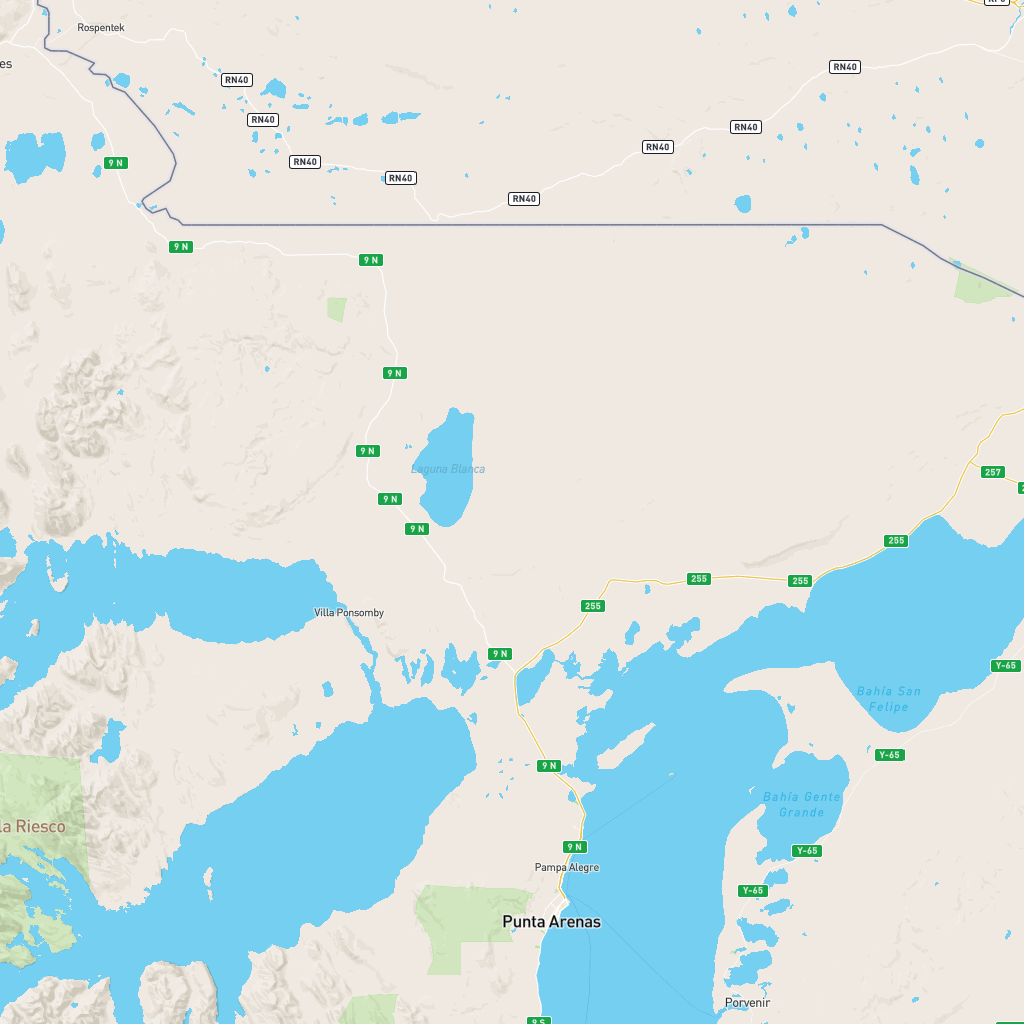 Rospentek
es
RN40
RN40
RN40
RN40
RN40
RN40
RN40
RN40
9 N
9 N
9 N
9 N
9 N
9 N
9 N
Laguna Blanca
257
255
255
255
255
Villa Ponsomby
9 N
Y-65
Bahía San
Felipe
Y-65
9 N
Bahía Gente
Grande
la Riesco
9 N
Y-65
Pampa Alegre
Y-65
Punta Arenas
Porvenir
9 S